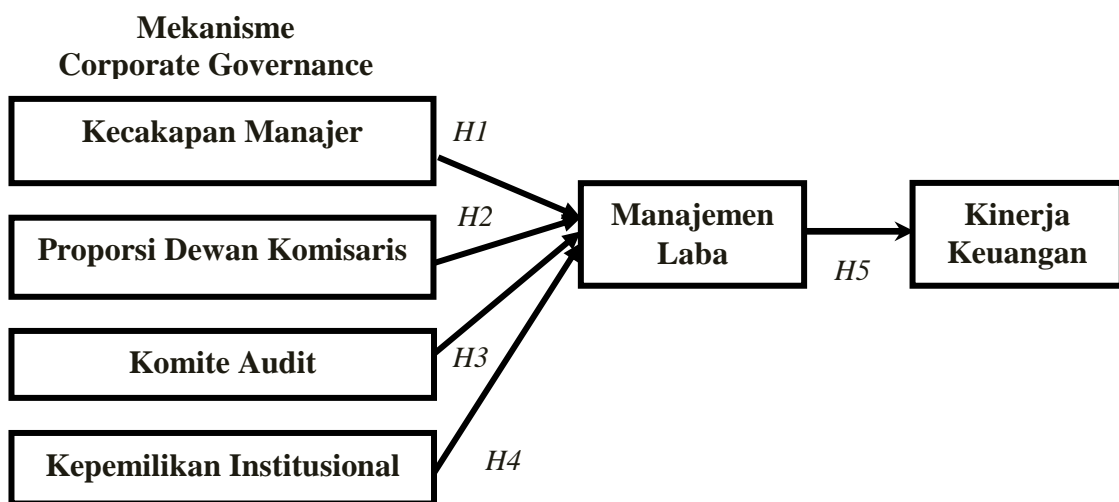 Mekanisme
Corporate Governance
Kecakapan Manajer
H1
Proporsi Dewan Komisaris
H2
Komite Audit
H3
Kepemilikan Institusional
H4
Manajemen
Laba
H5
Kinerja
Keuangan